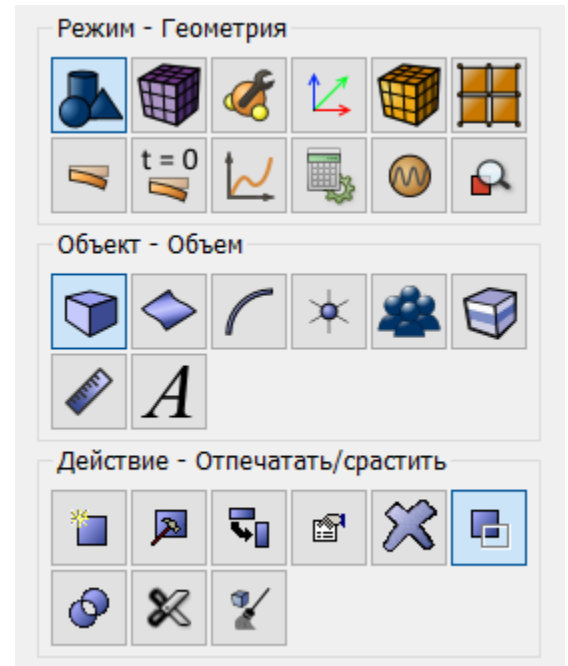 Режим - Геометрия
t = 0
Объект - Объем
A
Действие - Отпечатать/срастить